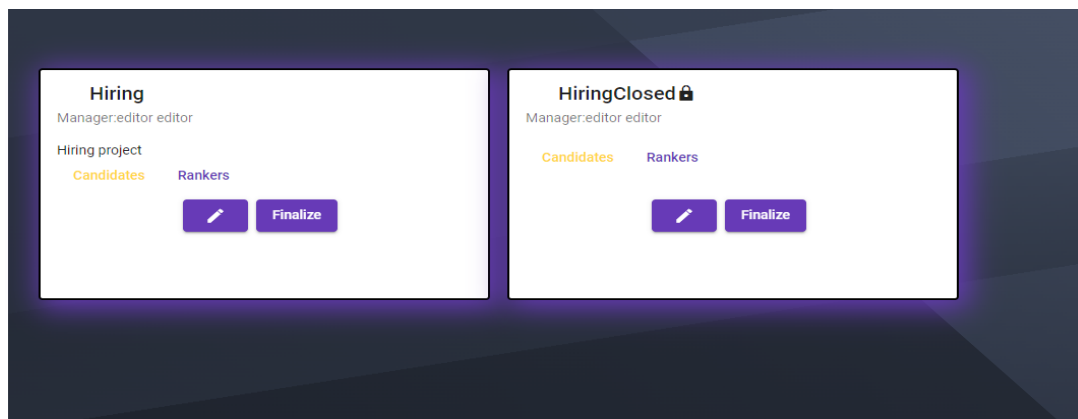 Hiring
Manager:editor editor
Hiring project
Candidates Rankers
Finalize
HiringClosed
Manager:editor editor
Candidates Rankers
Finalize